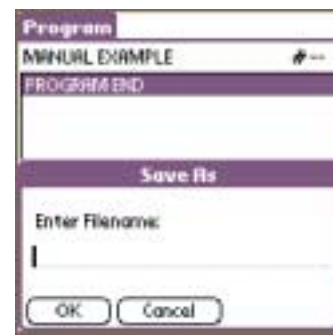 Program
MANUAL EXAMPLE #--
PROGRAM END
Save As
Enter Filename:
OK Cancel